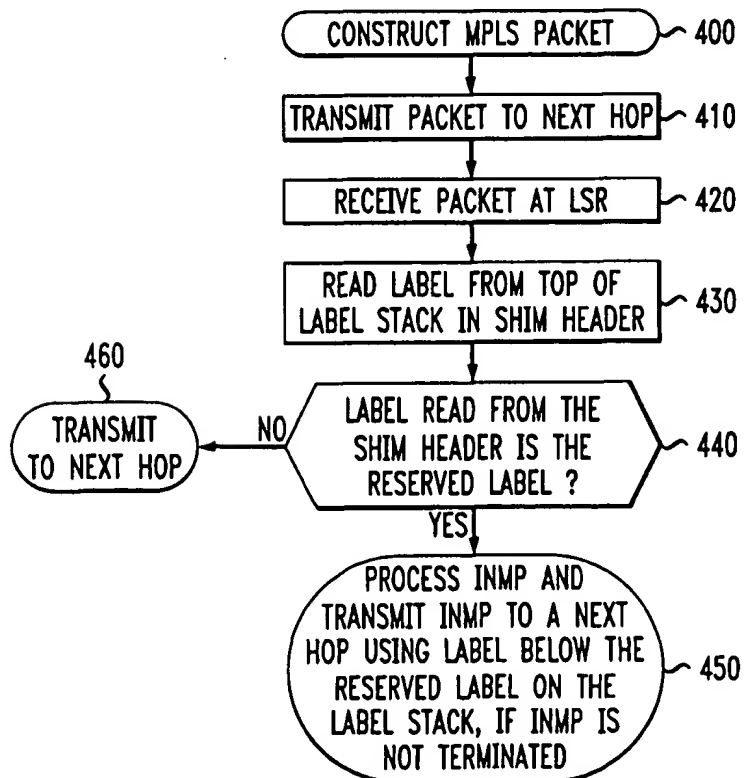 CONSTRUCT MPLS PACKET
400
TRANSMIT PACKET TO NEXT HOP
410
RECEIVE PACKET AT LSR
420
READ LABEL FROM TOP OF
LABEL STACK IN SHIM HEADER
430
460
TRANSMIT
TO NEXT HOP
NO
LABEL READ FROM THE
SHIM HEADER IS THE
RESERVED LABEL ?
440
YES
PROCESS INMP AND
TRANSMIT INMP TO A NEXT
HOP USING LABEL BELOW THE
RESERVED LABEL ON THE
LABEL STACK, IF INMP IS
NOT TERMINATED
450